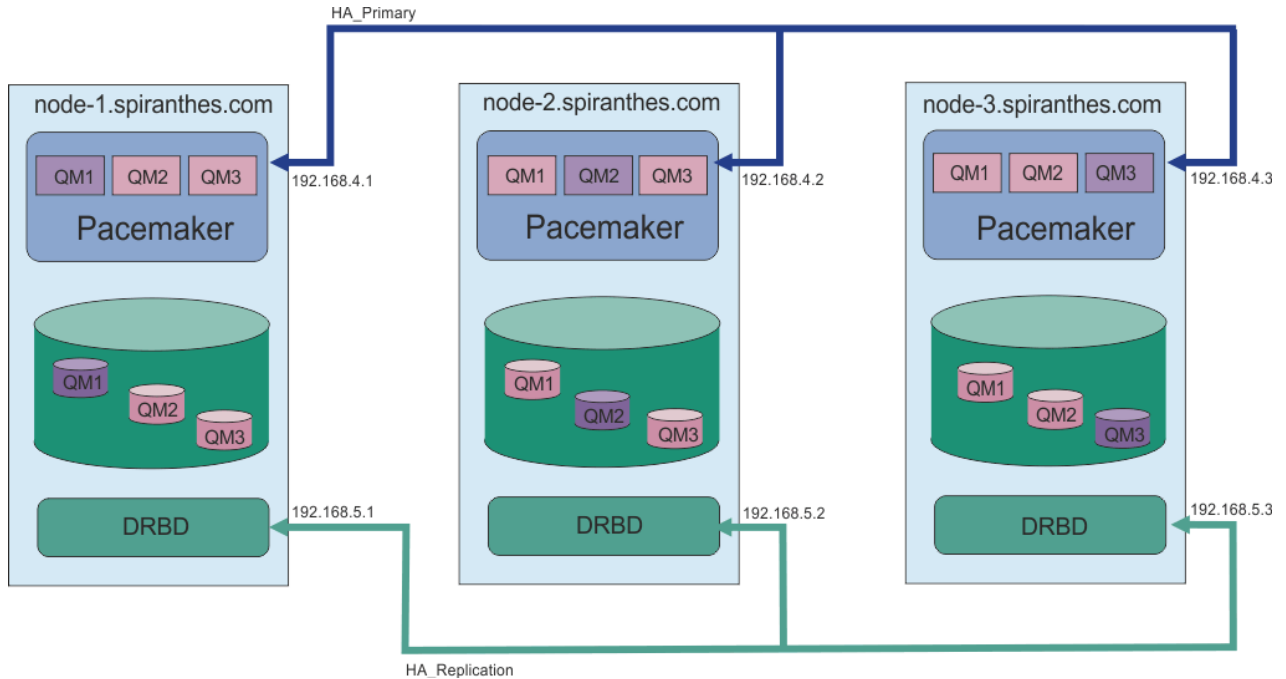 HA_Primary
node-1.spiranthes.com
QM1 QM2 QM3
Pacemaker
192.168.4.1
QM1
QM2
QM3
DRBD
192.168.5.1
node-2.spiranthes.com
QM1 QM2 QM3
Pacemaker
192.168.4.2
QM1
QM2
QM3
DRBD
192.168.5.2
node-3.spiranthes.com
QM1 QM2 QM3
Pacemaker
192.168.4.3
QM1
QM2
QM3
DRBD
192.168.5.3
HA_Replication